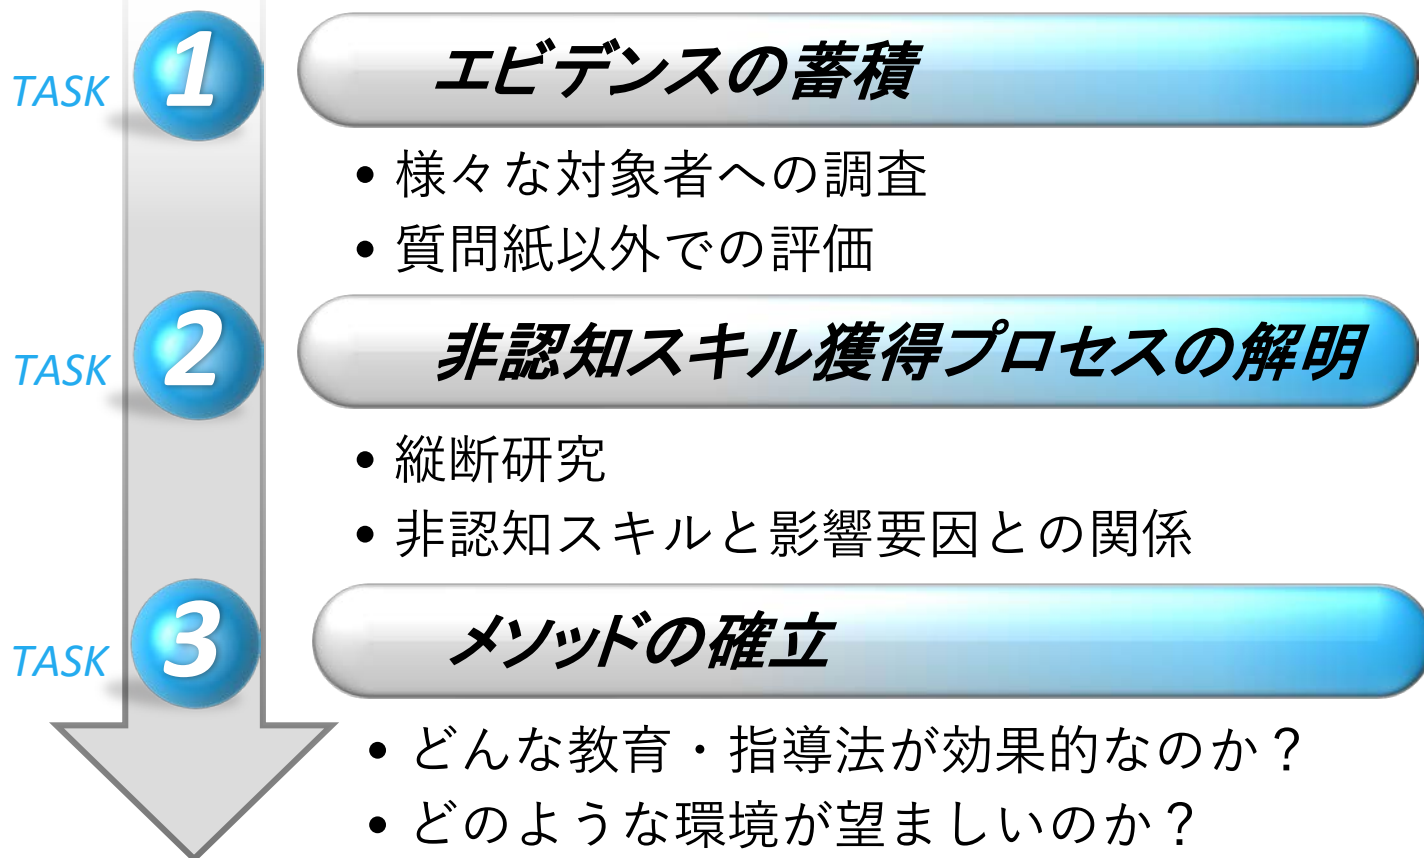 TASK 1 エビデンスの蓄積
• 様々な対象者への調査
• 質問紙以外での評価
TASK 2 非認知スキル獲得プロセスの解明
• 縦断研究
• 非認知スキルと影響要因との関係
TASK 3 メソッドの確立
• どんな教育・指導法が効果的なのか？
• どのような環境が望ましいのか？